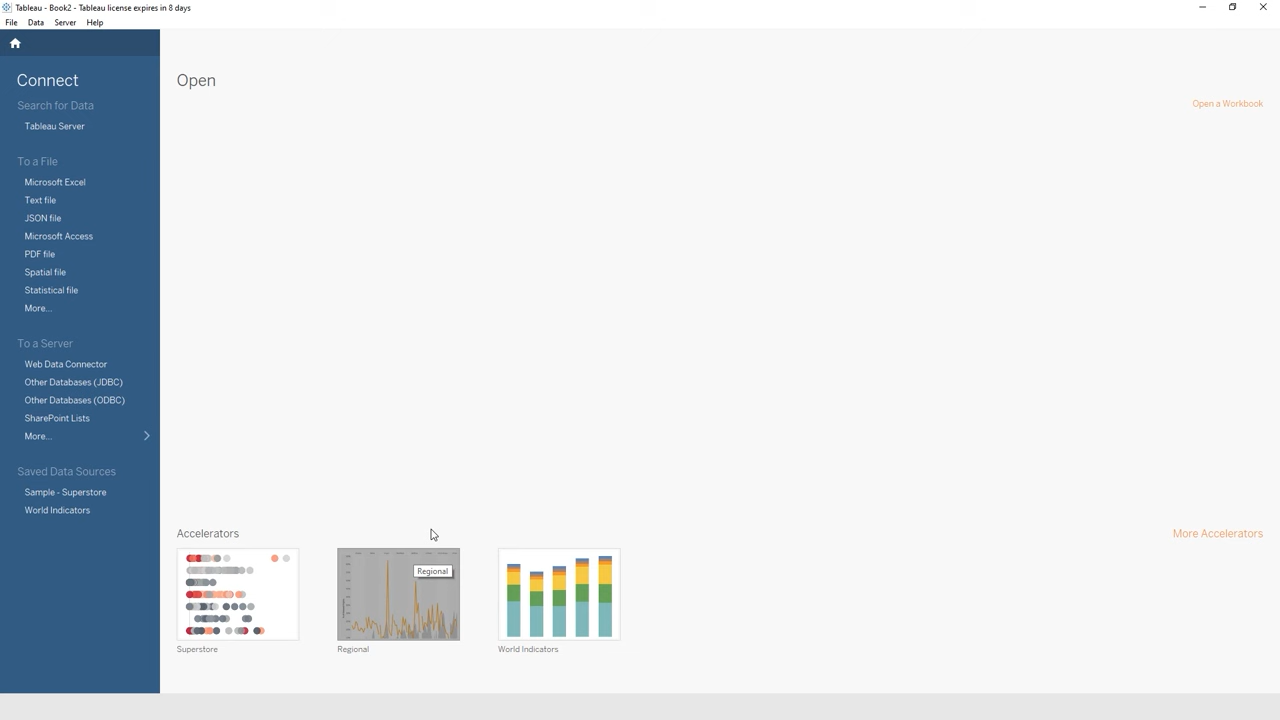 Tableau - Book2 - Tableau license expires in 8 days
File Data Server Help
Connect
Search for Data
Tableau Server
To a File
Microsoft Excel
Text file
JSON file
Microsoft Access
PDF file
Spatial file
Statistical file
More...
To a Server
Web Data Connector
Other Databases (JDBC)
Other Databases (ODBC)
SharePoint Lists
More...
Saved Data Sources
Sample - Superstore
World Indicators
Open
Open a Workbook
Accelerators
More Accelerators
Regional
Superstore
Regional
World Indicators